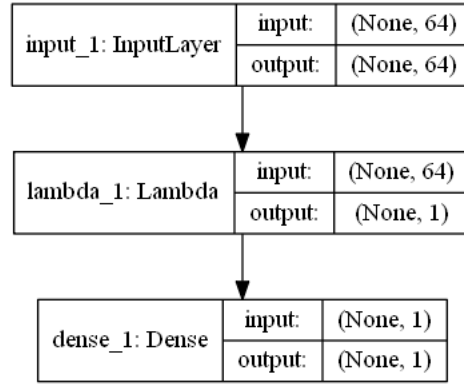 input_1: InputLayer
input: (None, 64)
output: (None, 64)
lambda_1: Lambda
input: (None, 64)
output: (None, 1)
dense_1: Dense
input: (None, 1)
output: (None, 1)